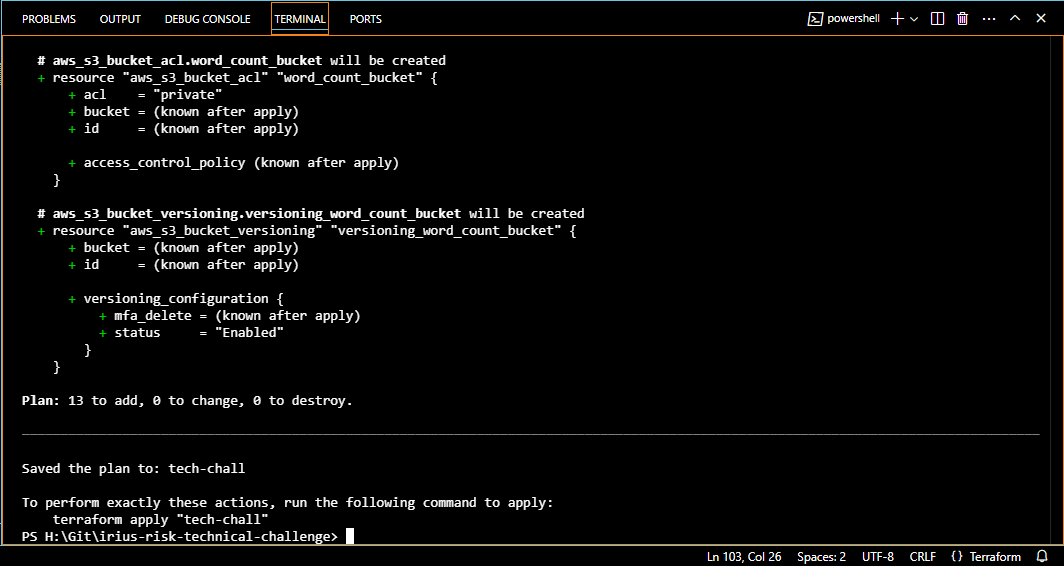 PROBLEMS OUTPUT DEBUG CONSOLE TERMINAL PORTS powershell
# aws_s3_bucket_acl.word_count_bucket will be created
+ resource "aws_s3_bucket_acl" "word_count_bucket" {
+ acl = "private"
+ bucket = (known after apply)
+ id = (known after apply)
+ access_control_policy (known after apply)
}
# aws_s3_bucket_versioning.versioning_word_count_bucket will be created
+ resource "aws_s3_bucket_versioning" "versioning_word_count_bucket" {
+ bucket = (known after apply)
+ id = (known after apply)
+ versioning_configuration {
+ mfa_delete = (known after apply)
+ status = "Enabled"
}
}
Plan: 13 to add, 0 to change, 0 to destroy.
Saved the plan to: tech-chall
To perform exactly these actions, run the following command to apply:
terraform apply "tech-chall"
PS H:\Git\irius-risk-technical-challenge>
Ln 103, Col 26 Spaces: 2 UTF-8 CRLF {} Terraform